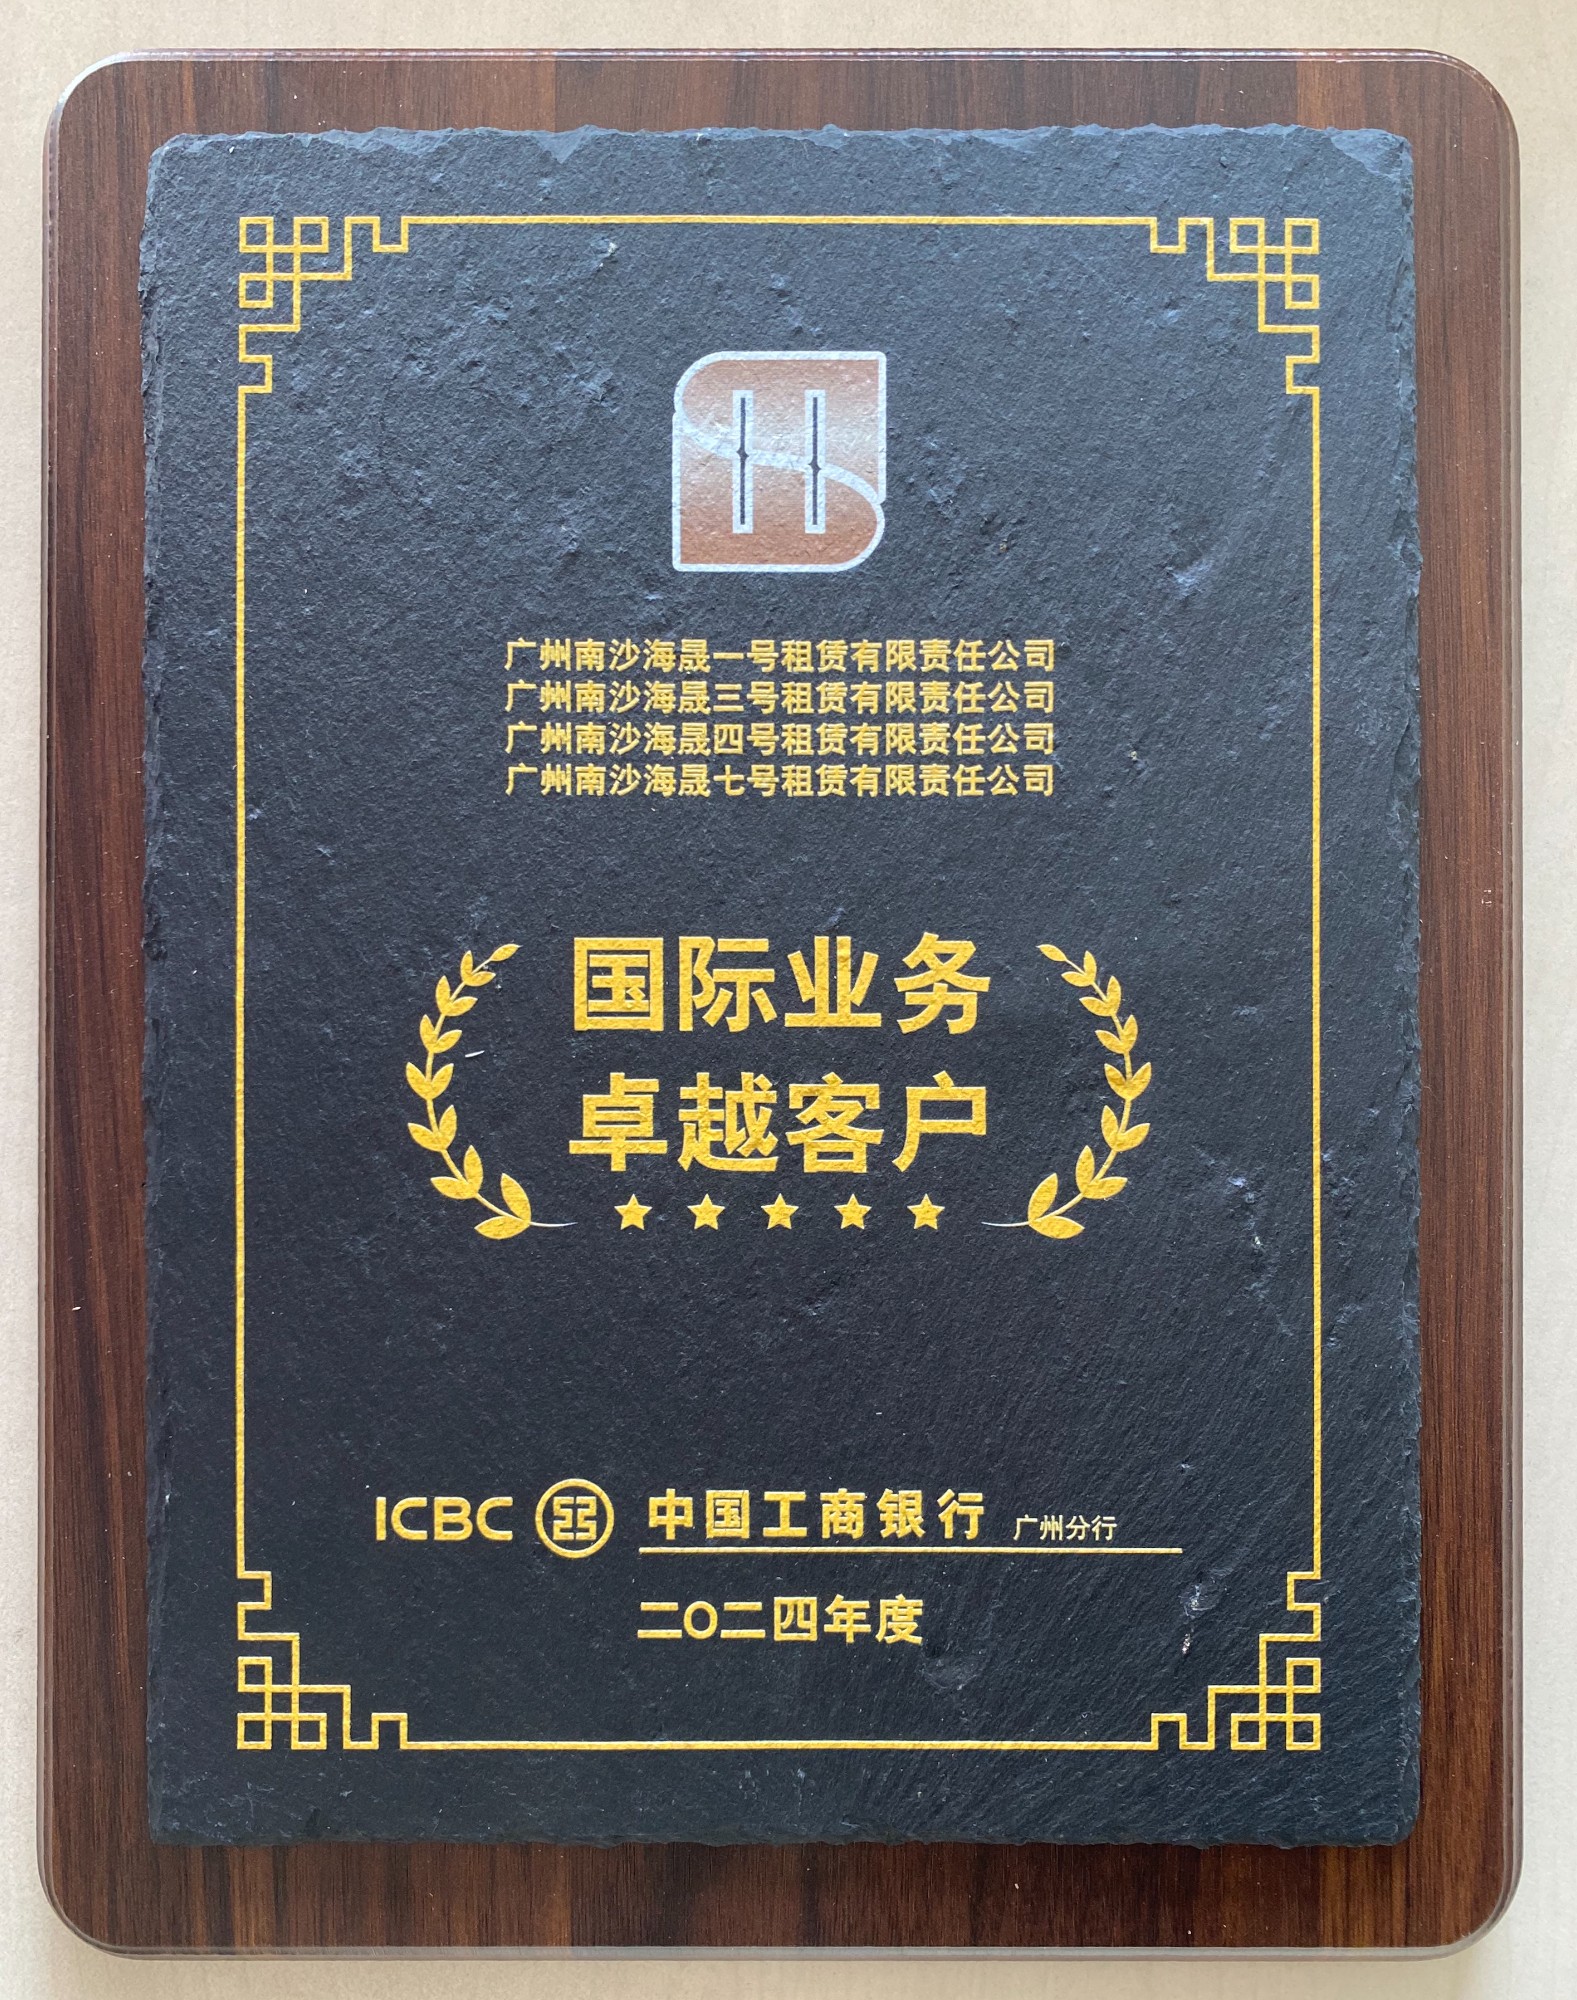 广州南沙海晟一号租赁有限责任公司
广州南沙海晟三号租赁有限责任公司
广州南沙海晟四号租赁有限责任公司
广州南沙海晟七号租赁有限责任公司
国际业务
卓越客户
ICBC 中国工商银行 广州分行
二〇二四年度